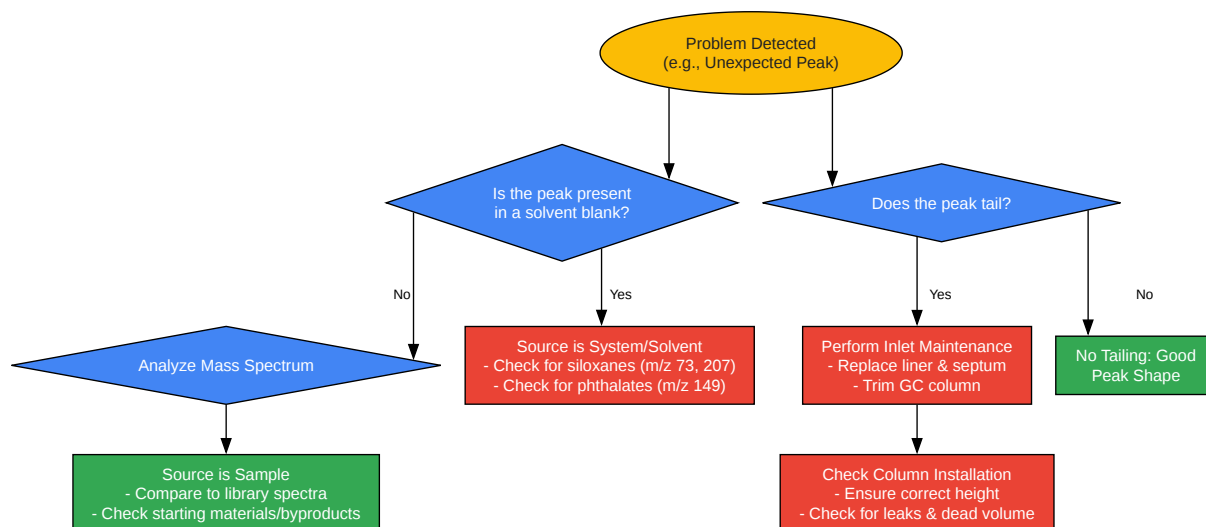 Problem Detected
(e.g., Unexpected Peak)
Is the peak present
in a solvent blank?
Does the peak tail?
No
Yes
Yes
No
Analyze Mass Spectrum
Source is System/Solvent
- Check for siloxanes (m/z 73, 207)
- Check for phthalates (m/z 149)
Perform Inlet Maintenance
- Replace liner & septum
- Trim GC column
No Tailing: Good
Peak Shape
Source is Sample
- Compare to library spectra
- Check starting materials/byproducts
Check Column Installation
- Ensure correct height
- Check for leaks & dead volume